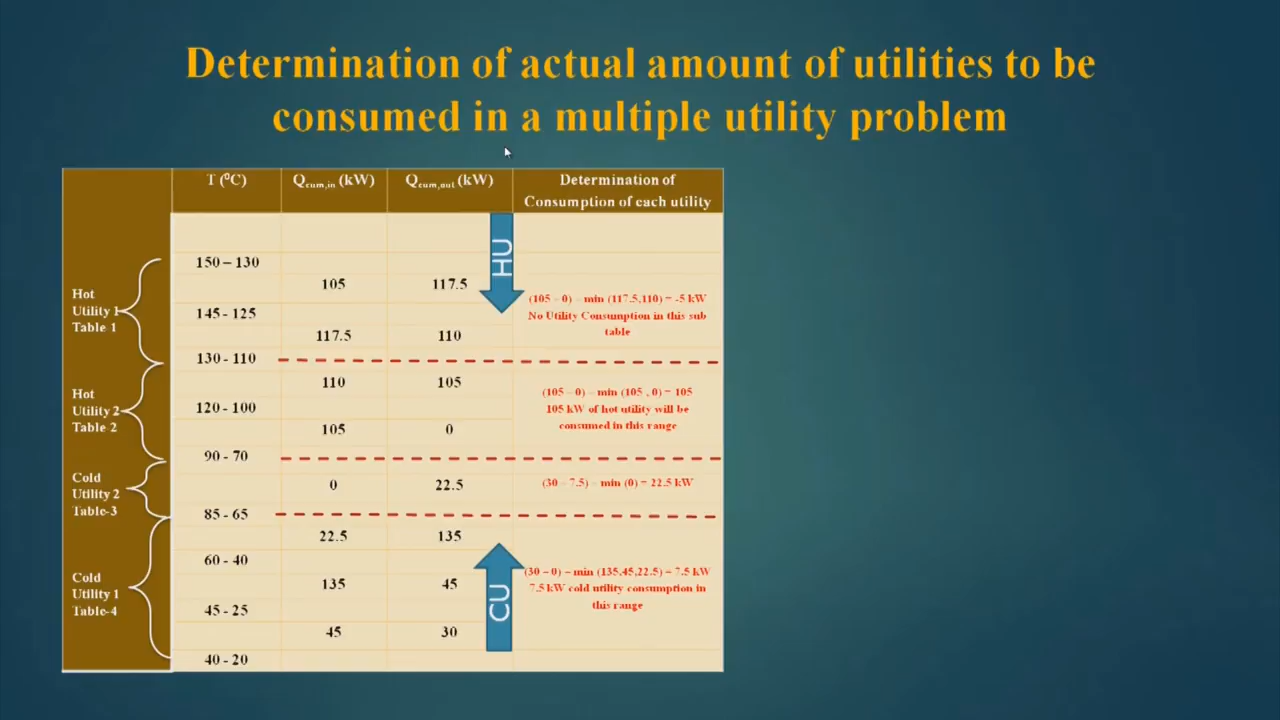 Determination of actual amount of utilities to be
consumed in a multiple utility problem
T (⁰C) Qcum,in (kW) Qcum,out (kW) Determination of
Consumption of each utility
HU
150 – 130
105 117.5
Hot
Utility 1
Table-1
145 - 125
(105 – 0) – min (117.5,110) = -5 kW
No Utility Consumption in this sub
table
117.5 110
130 - 110
110 105
Hot
Utility 2
Table-2
120 - 100
(105 – 0) – min (105 , 0) = 105
105 kW of hot utility will be
consumed in this range
105 0
90 - 70
Cold
Utility 2
Table-3
0 22.5
(30 – 7.5) – min (0) = 22.5 kW
85 - 65
22.5 135
60 - 40
Cold
Utility 1
Table-4
135 45
CU
(30 – 0) – min (135,45,22.5) = 7.5 kW
7.5 kW cold utility consumption in
this range
45 - 25
45 30
40 - 20